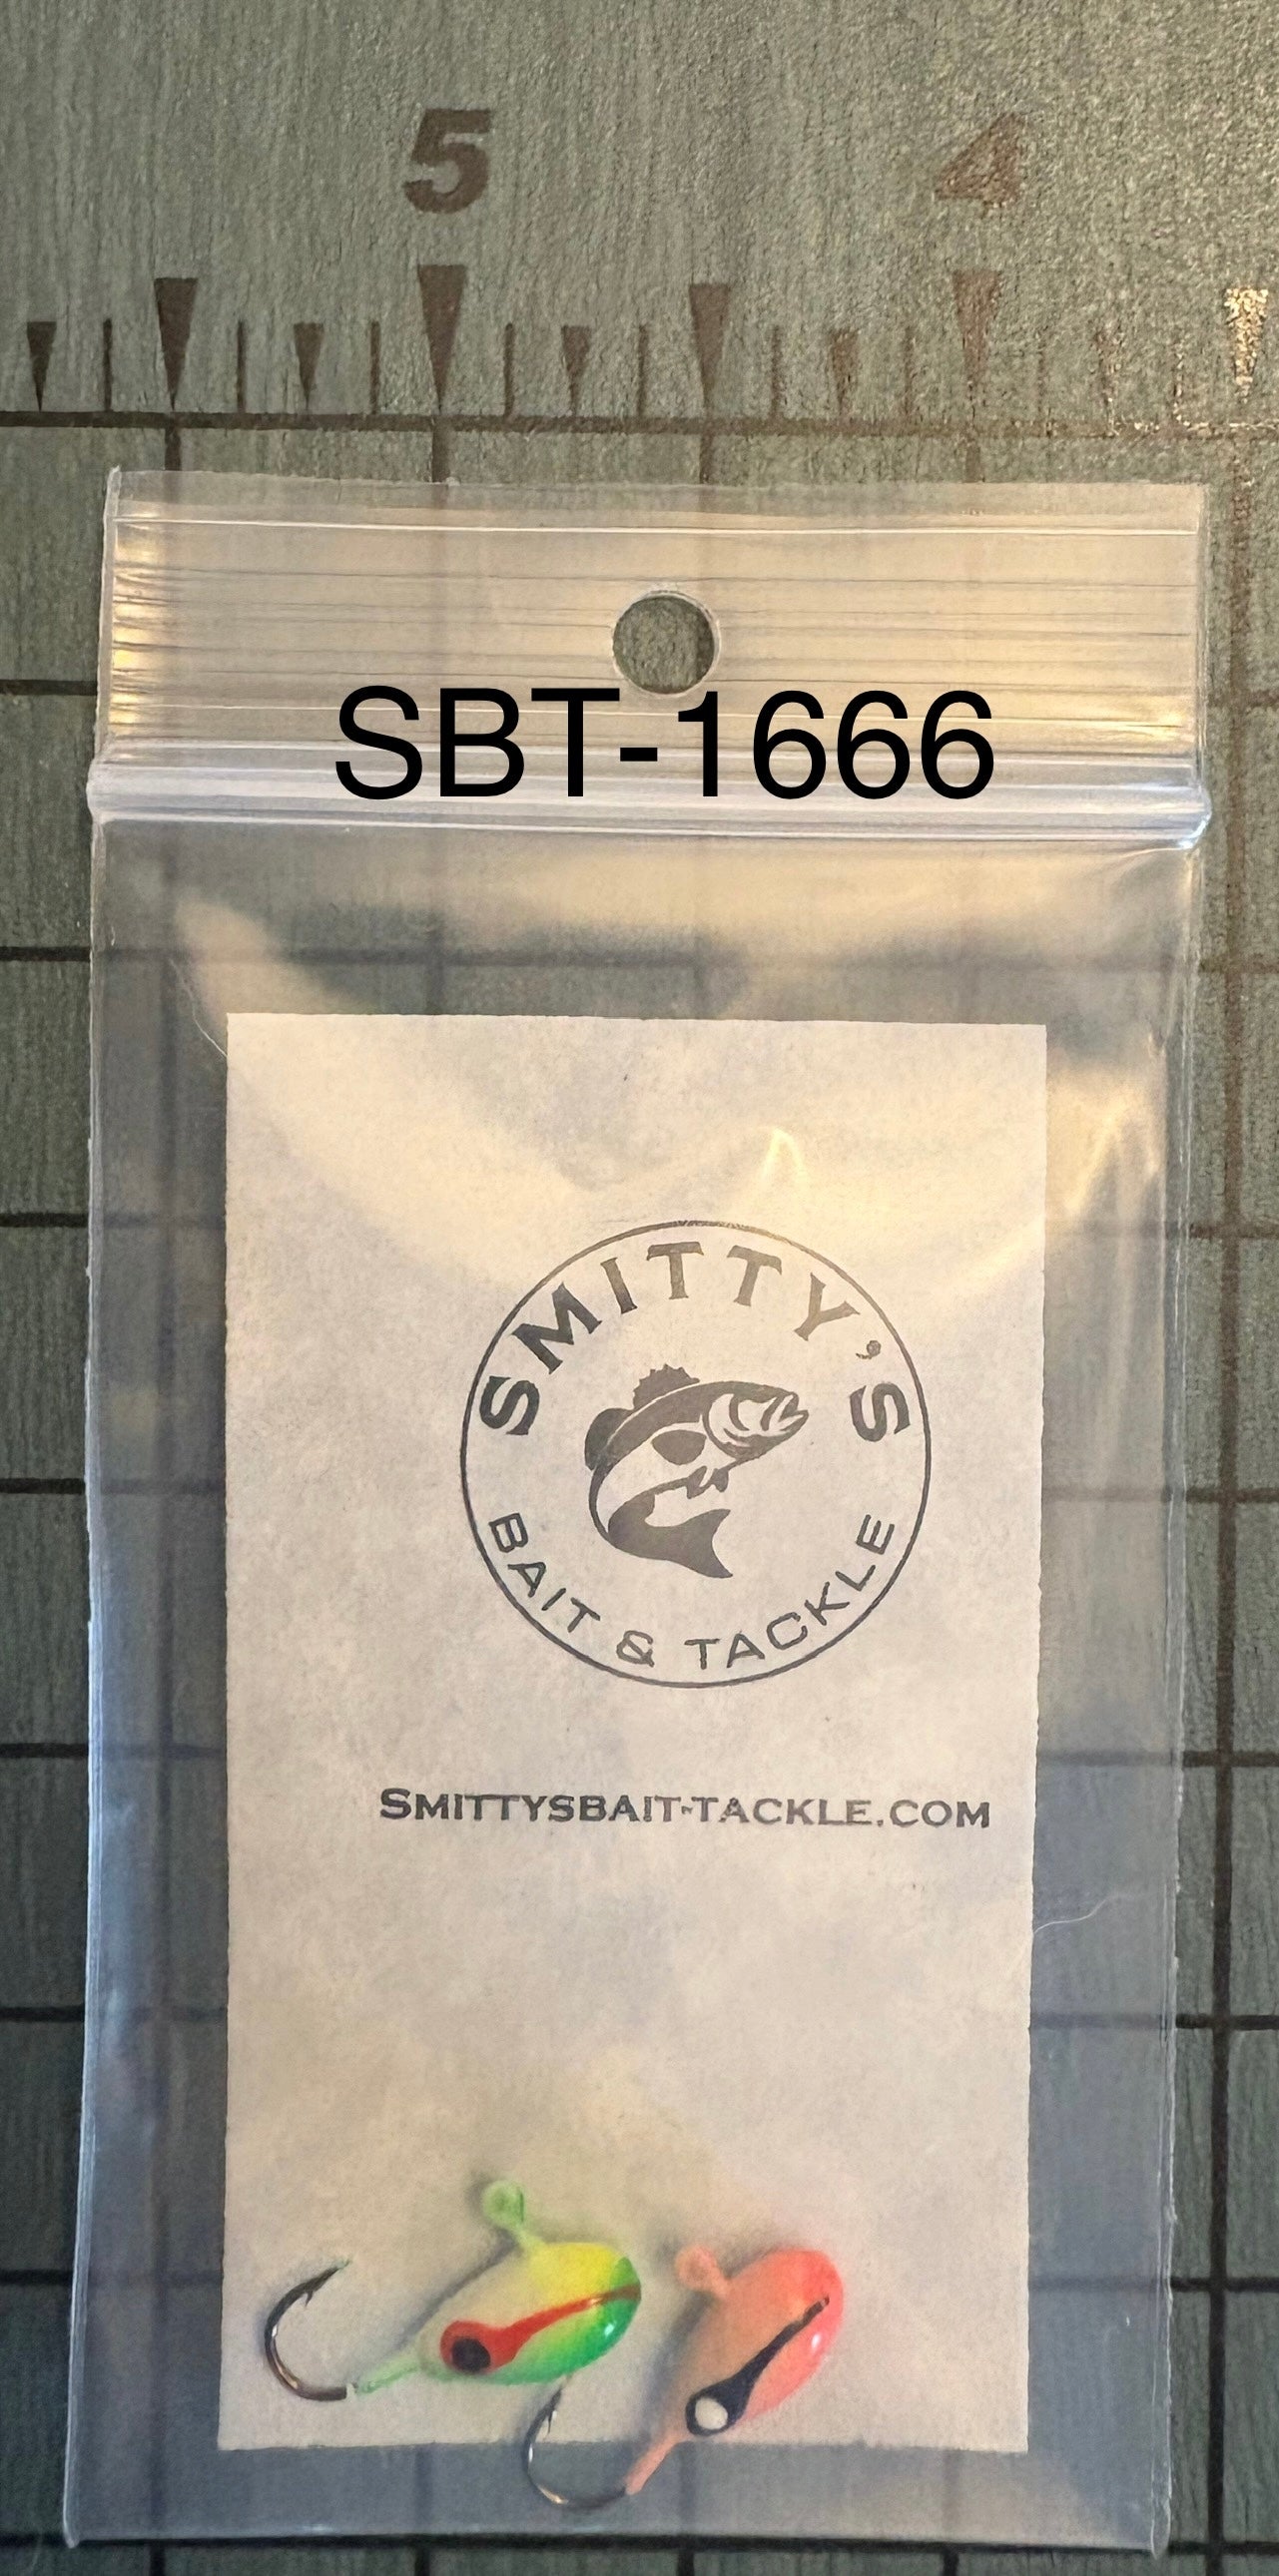 5 4
SBT-1666
SMITTY'S
BAIT & TACKLE
SMITTYSBAIT-TACKLE.COM